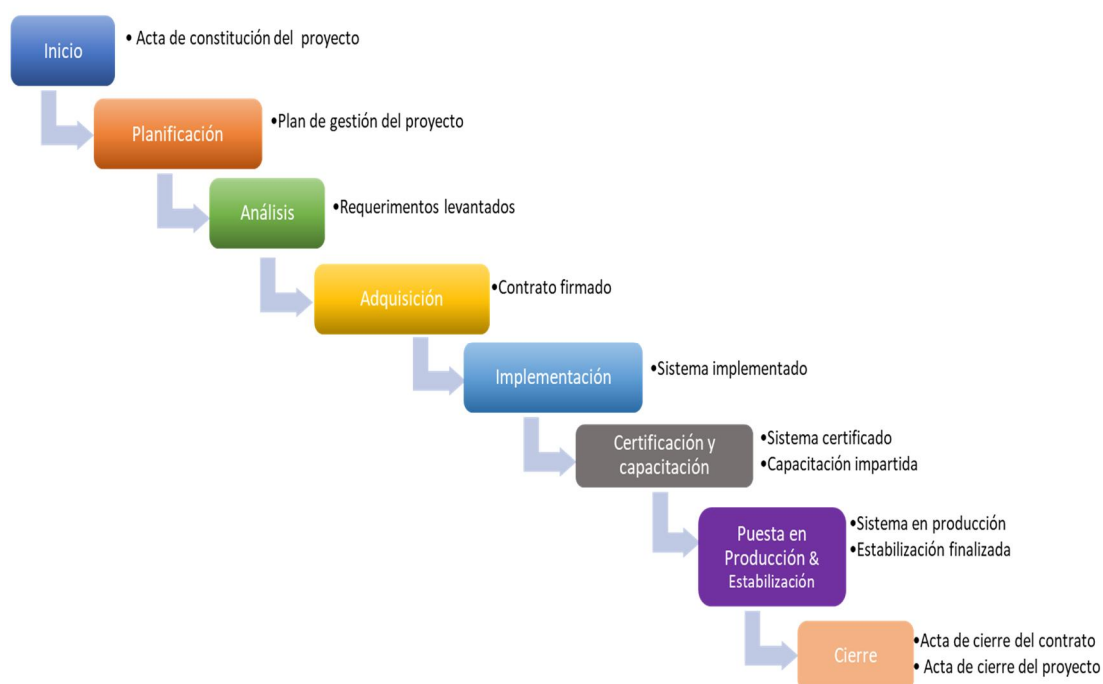 Inicio
• Acta de constitución del proyecto
Planificación
•Plan de gestión del proyecto
Análisis
•Requerimentos levantados
Adquisición
•Contrato firmado
Implementación
•Sistema implementado
Certificación y
capacitación
•Sistema certificado
•Capacitación impartida
Puesta en
Producción &
Estabilización
•Sistema en producción
•Estabilización finalizada
Cierre
•Acta de cierre del contrato
• Acta de cierre del proyecto